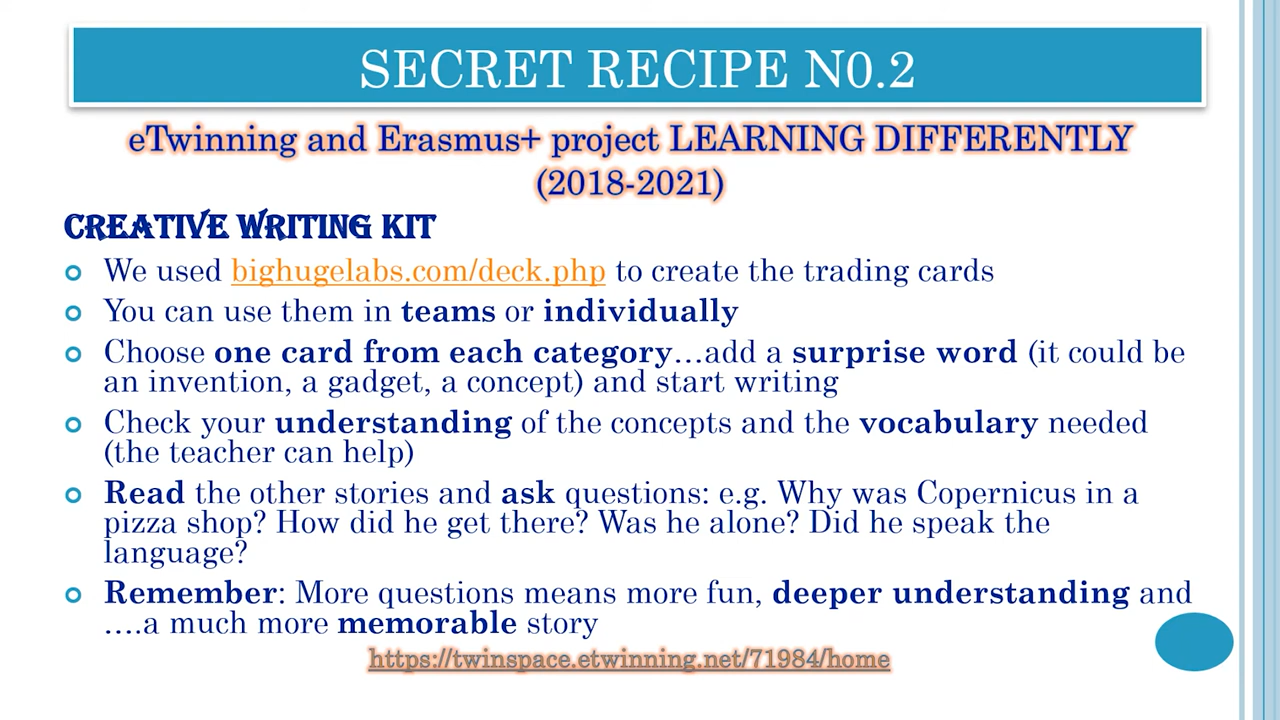 SECRET RECIPE N0.2
eTwinning and Erasmus+ project LEARNING DIFFERENTLY
(2018-2021)
CREATIVE WRITING KIT
We used bighugelabs.com/deck.php to create the trading cards
You can use them in teams or individually
Choose one card from each category...add a surprise word (it could be
an invention, a gadget, a concept) and start writing
Check your understanding of the concepts and the vocabulary needed
(the teacher can help)
Read the other stories and ask questions: e.g. Why was Copernicus in a
pizza shop? How did he get there? Was he alone? Did he speak the
language?
Remember: More questions means more fun, deeper understanding and
....a much more memorable story
https://twinspace.etwinning.net/71984/home